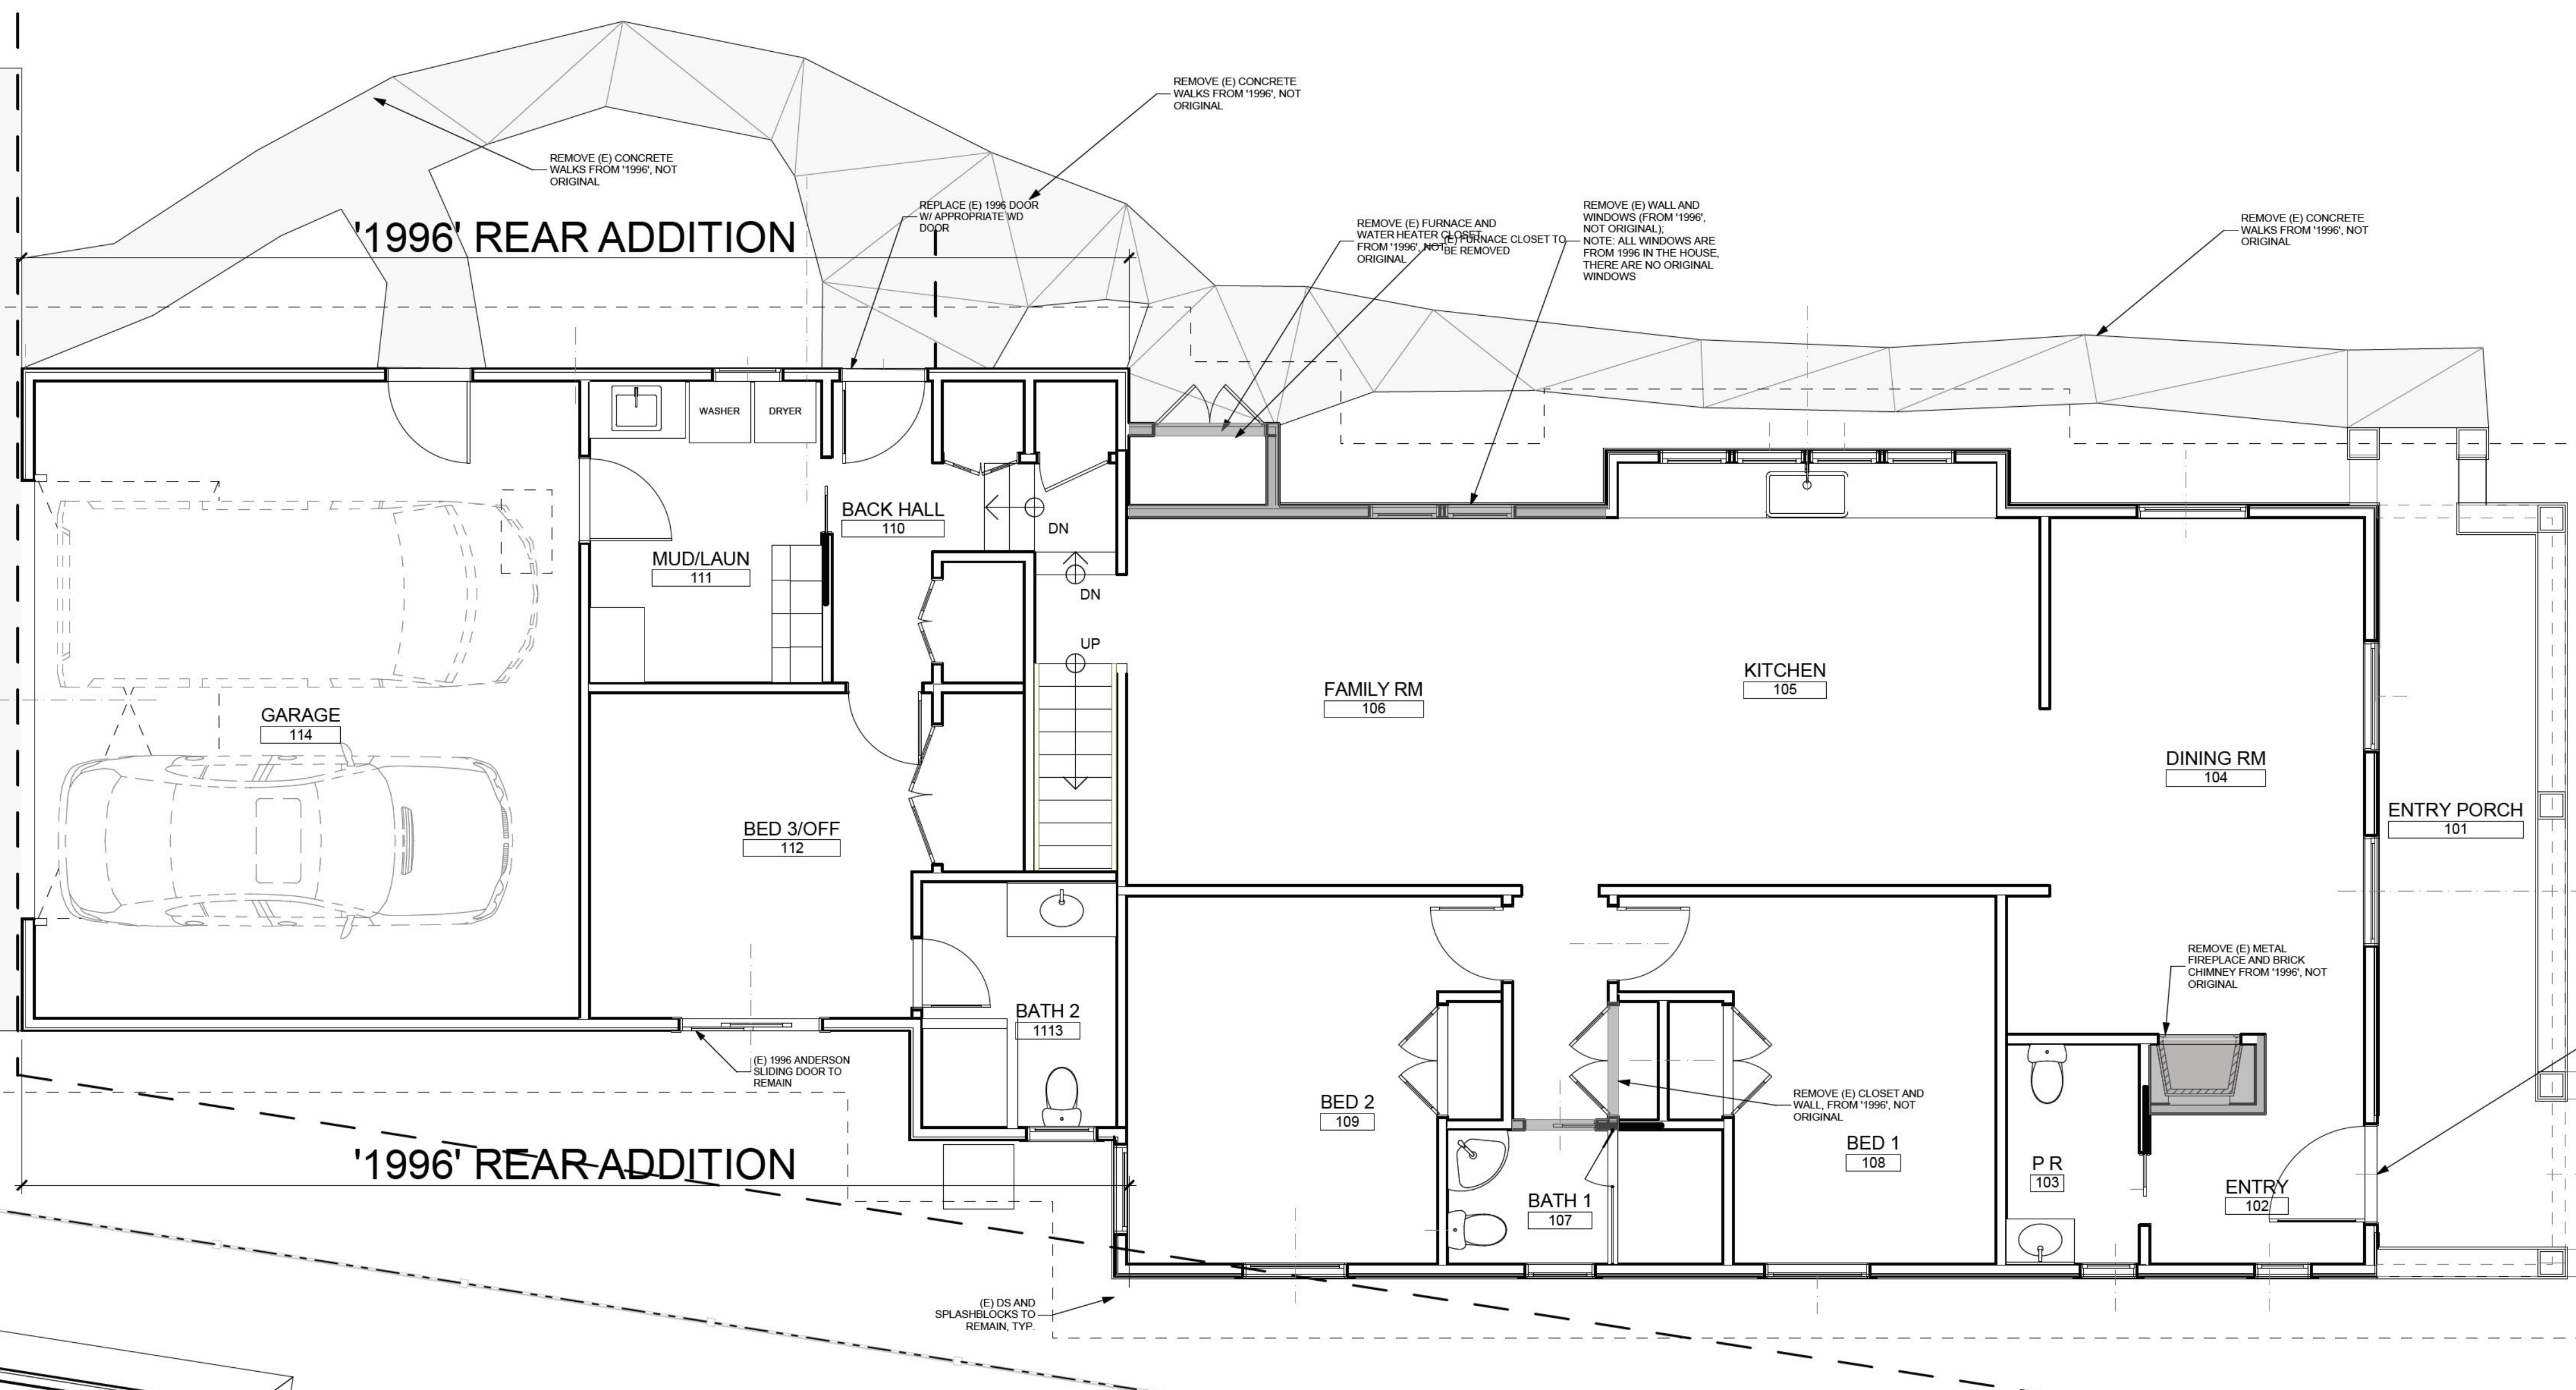 REMOVE (E) CONCRETE
WALKS FROM '1996', NOT
ORIGINAL
REMOVE (E) CONCRETE
WALKS FROM '1996', NOT
ORIGINAL
'1996' REAR ADDITION
REPLACE (E) 1996 DOOR
W/ APPROPRIATE WD
DOOR
REMOVE (E) FURNACE AND
WATER HEATER CLOSET
FROM '1996', NOT
ORIGINAL
(E) FURNACE CLOSET TO
BE REMOVED
REMOVE (E) WALL AND
WINDOWS (FROM '1996',
NOT ORIGINAL);
NOTE: ALL WINDOWS ARE
FROM 1996 IN THE HOUSE,
THERE ARE NO ORIGINAL
WINDOWS
REMOVE (E) CONCRETE
WALKS FROM '1996', NOT
ORIGINAL
WASHER
DRYER
BACK HALL
110
DN
MUD/LAUN
111
DN
UP
GARAGE
114
FAMILY RM
106
KITCHEN
105
DINING RM
104
ENTRY PORCH
101
BED 3/OFF
112
REMOVE (E) METAL
FIREPLACE AND BRICK
CHIMNEY FROM '1996', NOT
ORIGINAL
BATH 2
1113
(E) 1996 ANDERSON
SLIDING DOOR TO
REMAIN
BED 2
109
REMOVE (E) CLOSET AND
WALL, FROM '1996', NOT
ORIGINAL
BED 1
108
'1996' REAR ADDITION
P R
103
BATH 1
107
ENTRY
102
(E) DS AND
SPLASHBLOCKS TO
REMAIN, TYP.